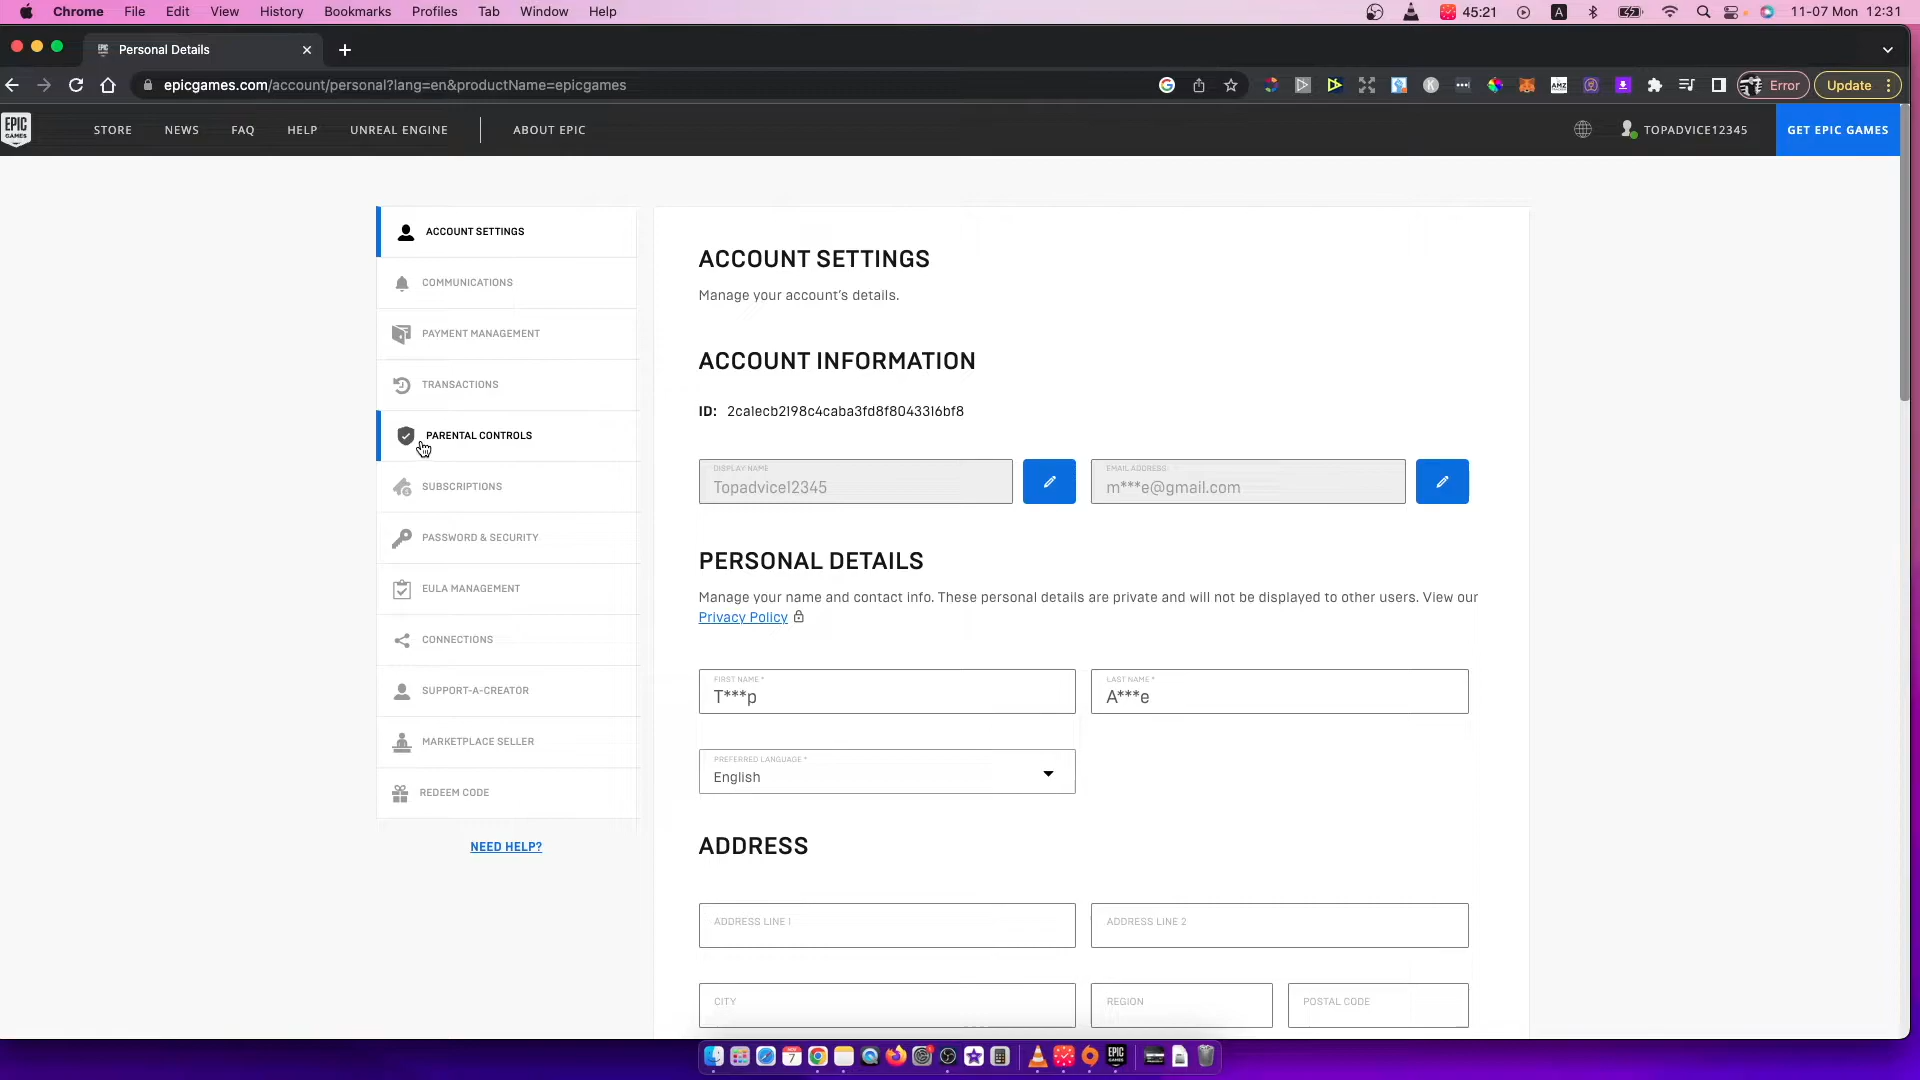 Chrome File Edit View History Bookmarks Profiles Tab Window Help 45:21 A 11-07 Mon 12:31
Personal Details
epicgames.com/account/personal?lang=en&productName=epicgames Error Update
EPIC GAMES STORE NEWS FAQ HELP UNREAL ENGINE ABOUT EPIC TOPADVICE12345 GET EPIC GAMES
ACCOUNT SETTINGS
COMMUNICATIONS
PAYMENT MANAGEMENT
TRANSACTIONS
PARENTAL CONTROLS
SUBSCRIPTIONS
PASSWORD & SECURITY
EULA MANAGEMENT
CONNECTIONS
SUPPORT-A-CREATOR
MARKETPLACE SELLER
REDEEM CODE
NEED HELP?
ACCOUNT SETTINGS
Manage your account's details.
ACCOUNT INFORMATION
ID: 2ca1ecb2198c4caba3fd8f8043316bf8
DISPLAY NAME
Topadvice12345
EMAIL ADDRESS
m***e@gmail.com
PERSONAL DETAILS
Manage your name and contact info. These personal details are private and will not be displayed to other users. View our
Privacy Policy
FIRST NAME *
T***p
LAST NAME *
A***e
PREFERRED LANGUAGE *
English
ADDRESS
ADDRESS LINE 1
ADDRESS LINE 2
CITY
REGION
POSTAL CODE